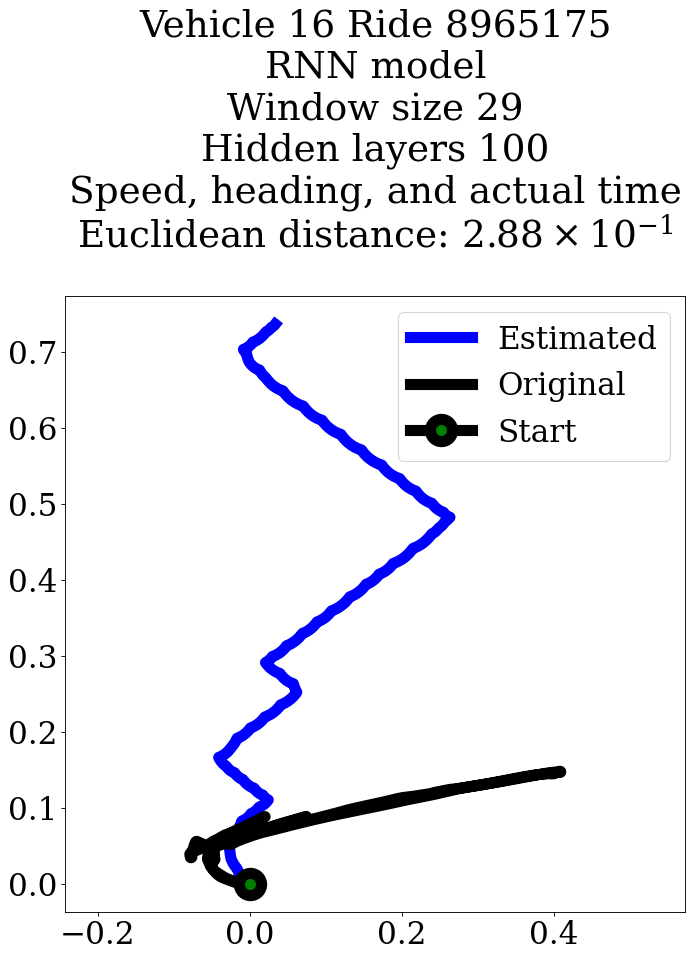 Vehicle 16 Ride 8965175
RNN model
Window size 29
Hidden layers 100
Speed, heading, and actual time
Euclidean distance: 2.88 × 10⁻¹
Estimated
Original
Start
0.7
0.6
0.5
0.4
0.3
0.2
0.1
0.0
−0.2 0.0 0.2 0.4